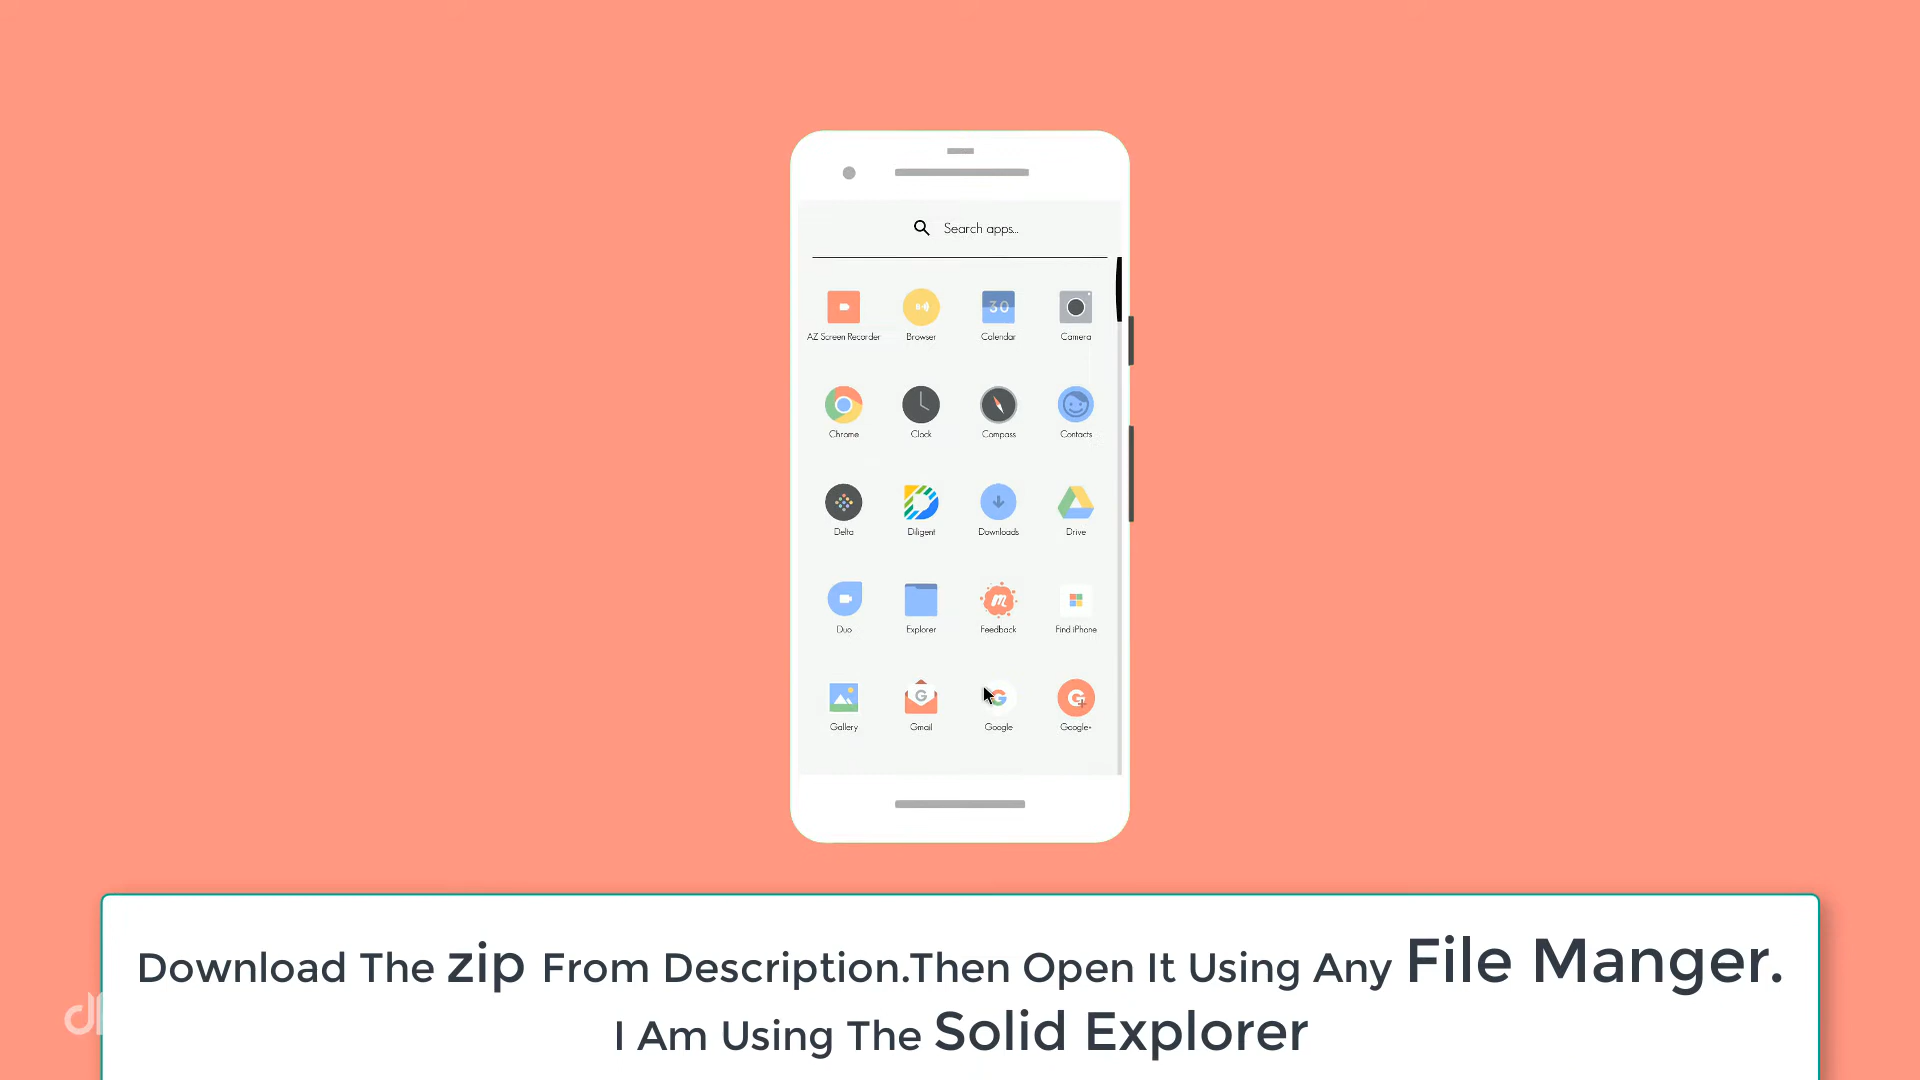 Search apps...
AZ Screen Recorder Browser Calendar Camera
30
Chrome Clock Compass Contacts
Delta Diligent Downloads Drive
Duo Explorer Feedback Find iPhone
Gallery Gmail Google Google+
Download The zip From Description.Then Open It Using Any File Manger.
I Am Using The Solid Explorer